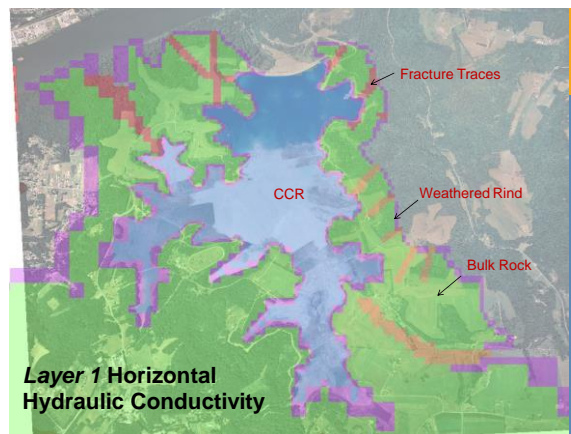 Fracture Traces
CCR
Weathered Rind
Bulk Rock
Layer 1 Horizontal
Hydraulic Conductivity